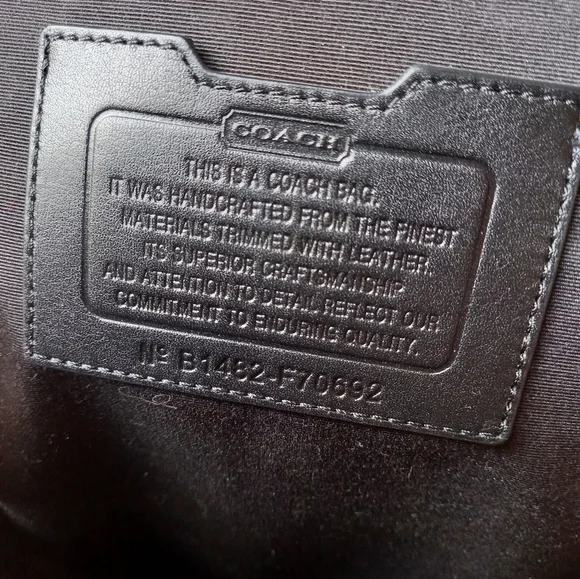 COACH
THIS IS A COACH BAG.
IT WAS HANDCRAFTED FROM THE FINEST
MATERIALS TRIMMED WITH LEATHER.
ITS SUPERIOR CRAFTSMANSHIP
AND ATTENTION TO DETAIL REFLECT OUR
COMMITMENT TO ENDURING QUALITY.
Nº B1482-F70692